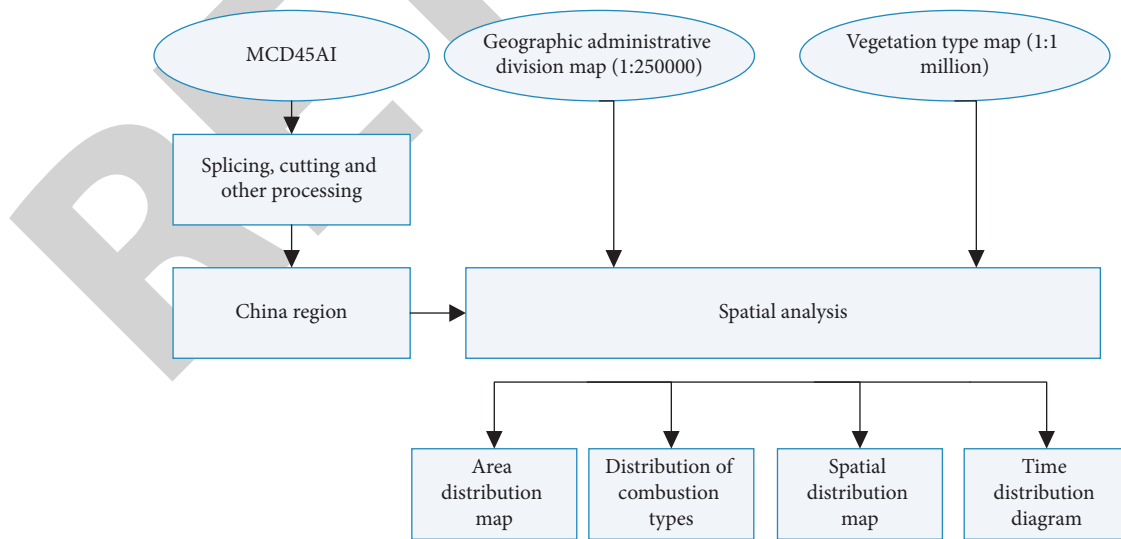 MCD45AI
Geographic administrative
division map (1:250000)
Vegetation type map (1:1
million)
Splicing, cutting and
other processing
China region
Spatial analysis
Area
distribution
map
Distribution of
combustion
types
Spatial
distribution
map
Time
distribution
diagram